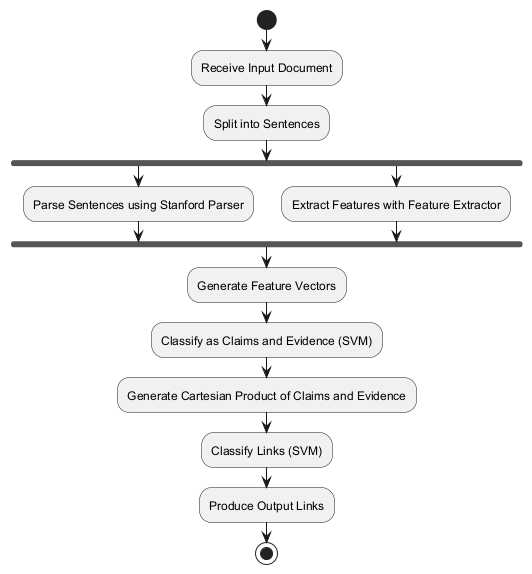 Receive Input Document
Split into Sentences
Parse Sentences using Stanford Parser
Extract Features with Feature Extractor
Generate Feature Vectors
Classify as Claims and Evidence (SVM)
Generate Cartesian Product of Claims and Evidence
Classify Links (SVM)
Produce Output Links